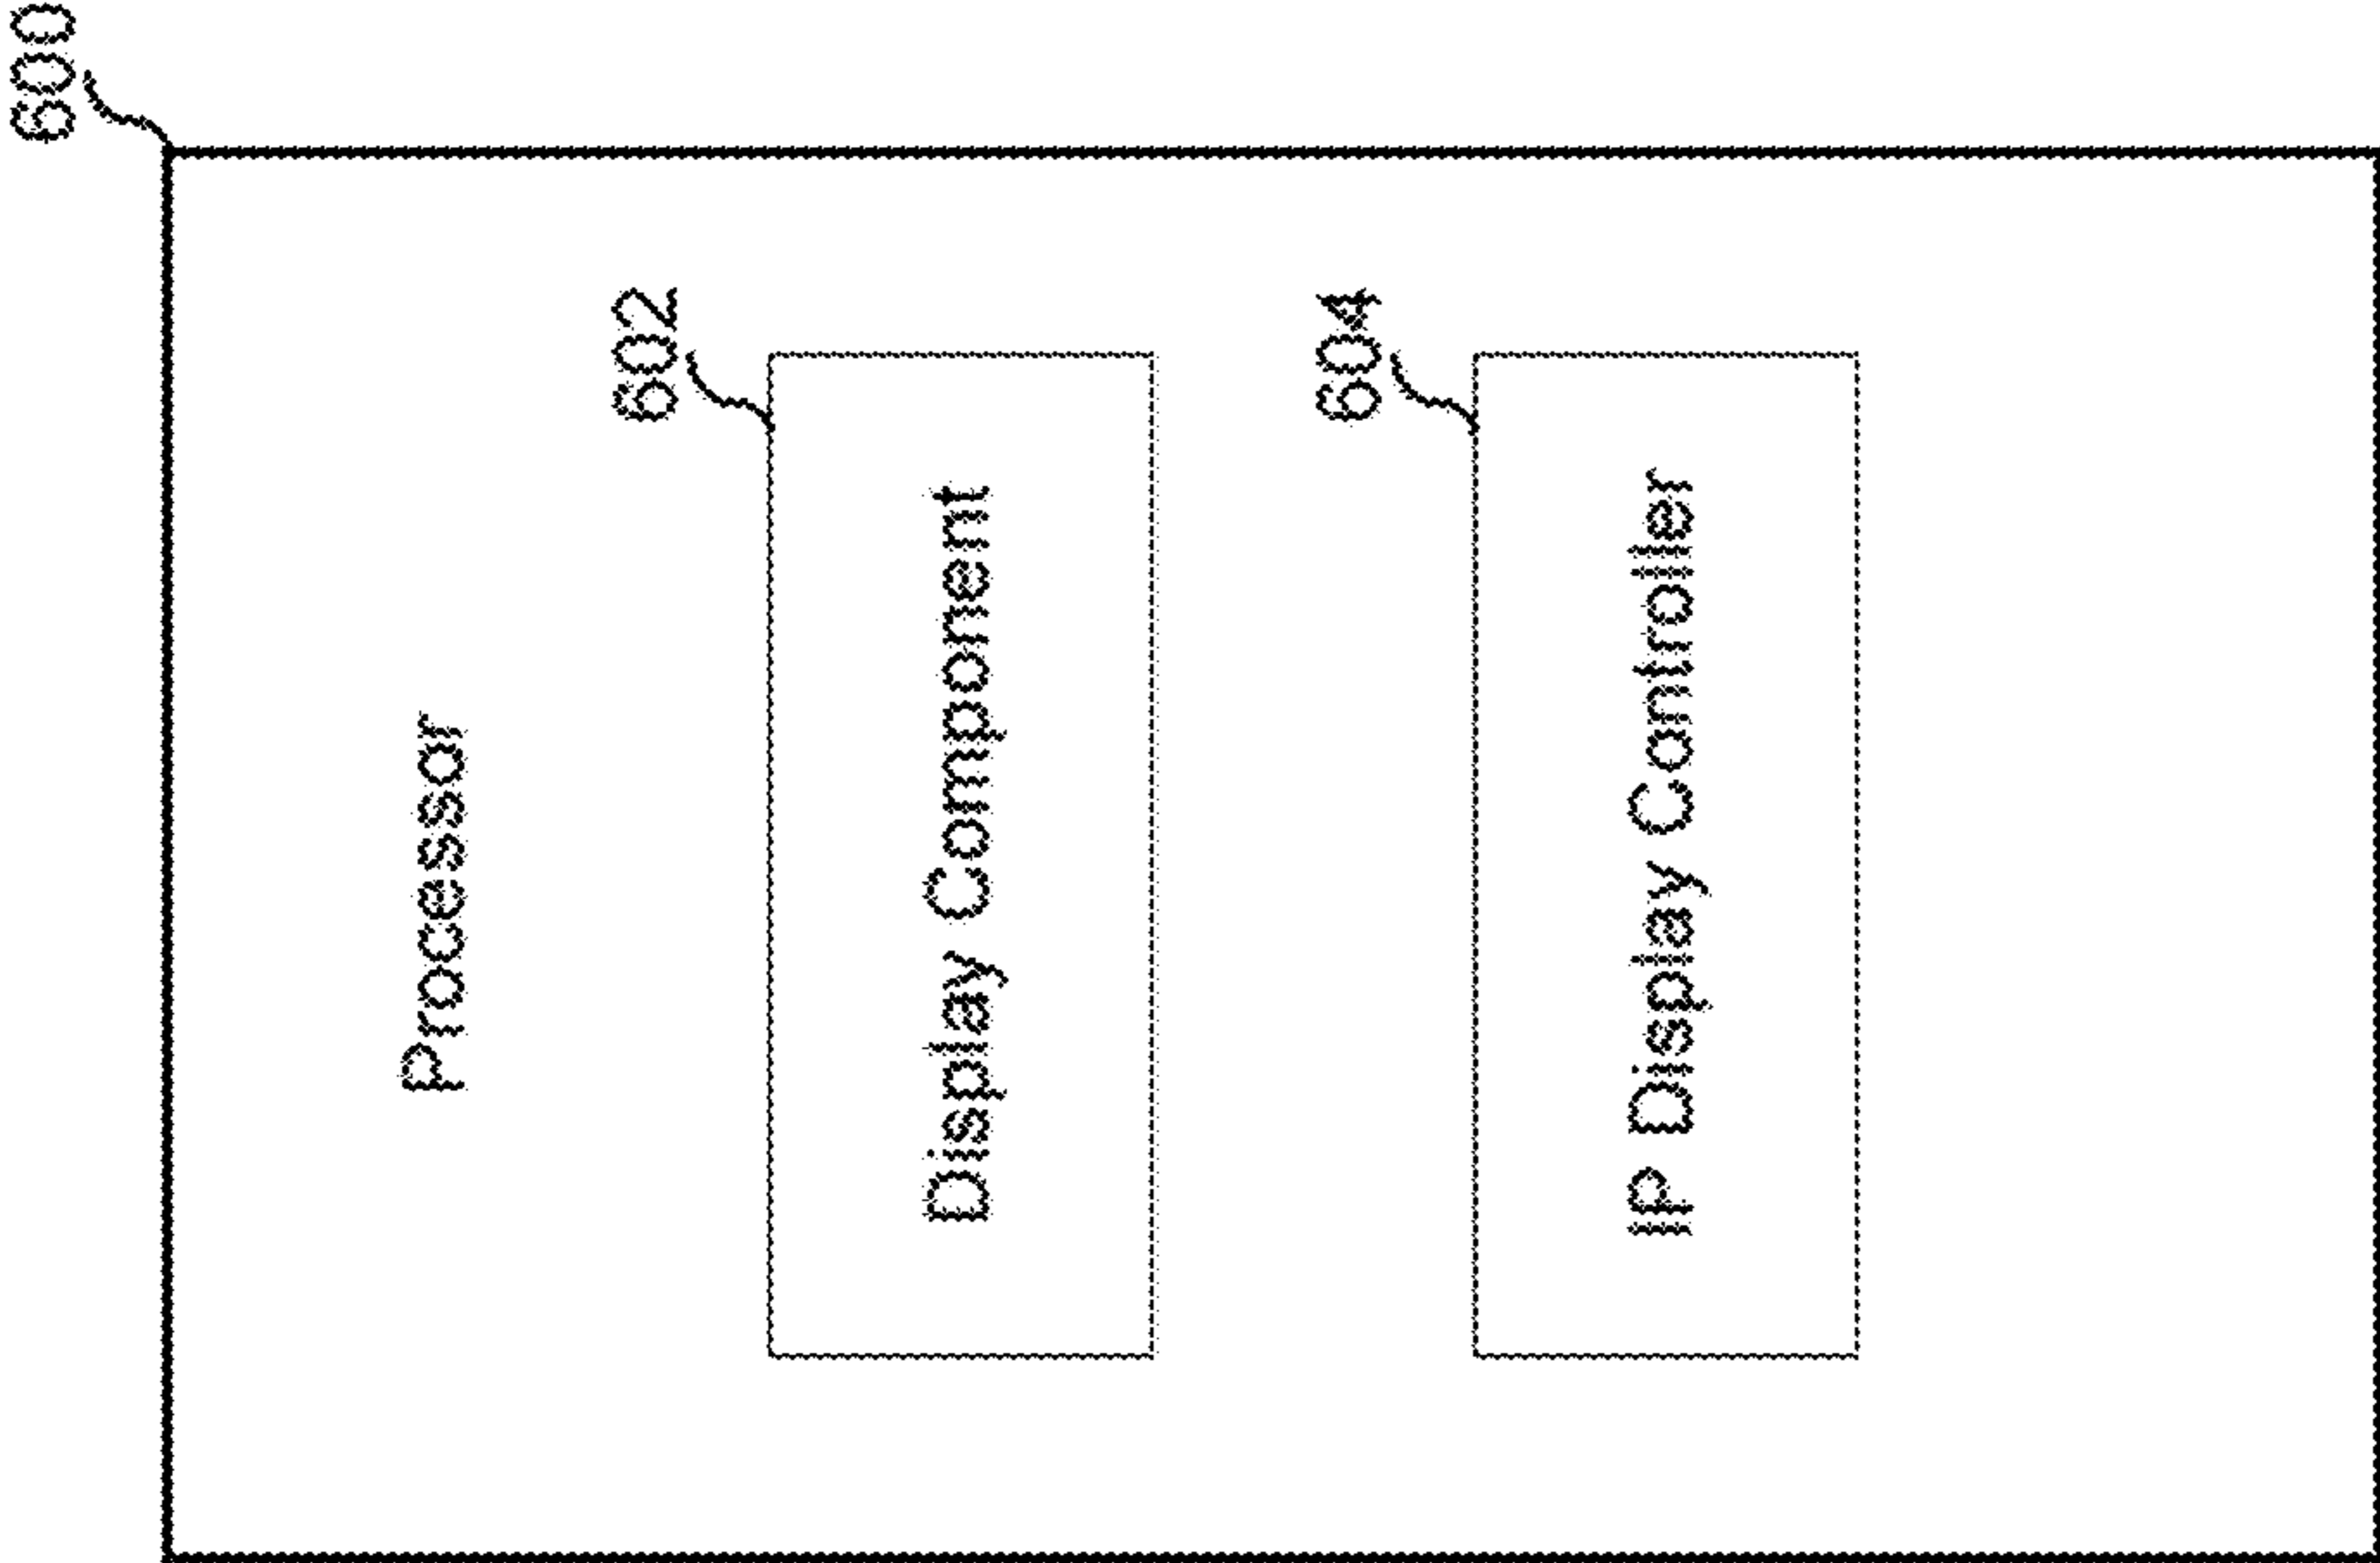 600
Processor
602
Display Component
604
IP Display Controller